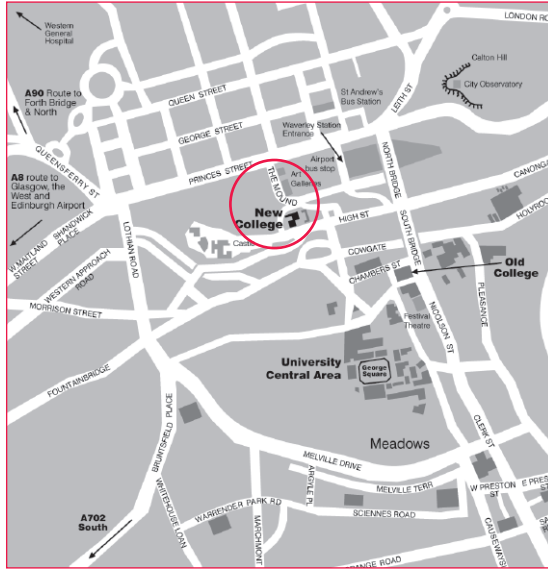 Western
General
Hospital
LONDON RO
Calton Hill
City Observatory
A90 Route to
Forth Bridge
& North
QUEEN STREET
St Andrew's
Bus Station
LEITH ST
GEORGE STREET
Waverley Station
Entrance
QUEENSFERRY ST
PRINCES STREET
Airport
bus stop
NORTH BRIDGE
A8 route to
Glasgow, the
West and
Edinburgh Airport
THE MOUND
Art
Galleries
CANONGA
HOLYROO
New
College
HIGH ST
SHANDWICK
PLACE
W MAITLAND
STREET
LOTHIAN ROAD
Castle
COWGATE
SOUTH BRIDGE
Old
College
CHAMBERS ST
WESTERN APPROACH
ROAD
MORRISON STREET
Festival
Theatre
NICOLSON ST
PLEASANCE
University
Central Area
George
Square
FOUNTAINBRIDGE
BRUNTSFIELD PLACE
Meadows
CLERK ST
MELVILLE DRIVE
MELVILLE TERR
W PRESTON
ST
E PRES
ST
WHITEHOUSE LOAN
WARRENDER PARK RD
ARGYLE PL
SCIENNES ROAD
A702
South
MARCHMONT
CAUSEWAYS
RANGE ROAD